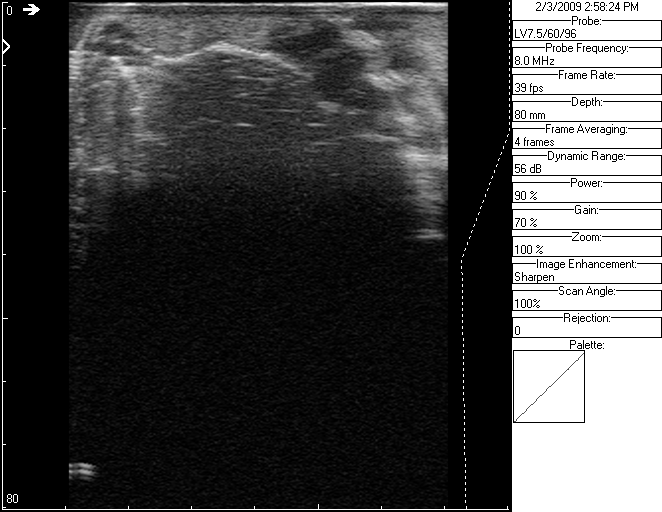 0
80
2/3/2009 2:58:24 PM
Probe:
LV7.5/60/96
Probe Frequency:
8.0 MHz
Frame Rate:
39 fps
Depth:
80 mm
Frame Averaging:
4 frames
Dynamic Range:
56 dB
Power:
90 %
Gain:
70 %
Zoom:
100 %
Image Enhancement:
Sharpen
Scan Angle:
100%
Rejection:
0
Palette: